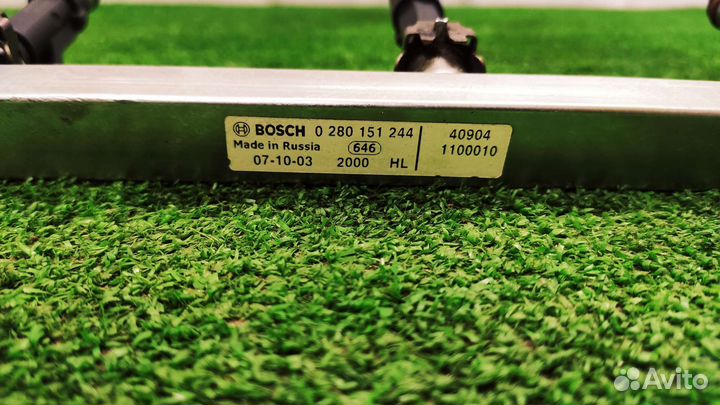 BOSCH 0 280 151 244 40904
Made in Russia 646 1100010
07-10-03 2000 HL
Avito